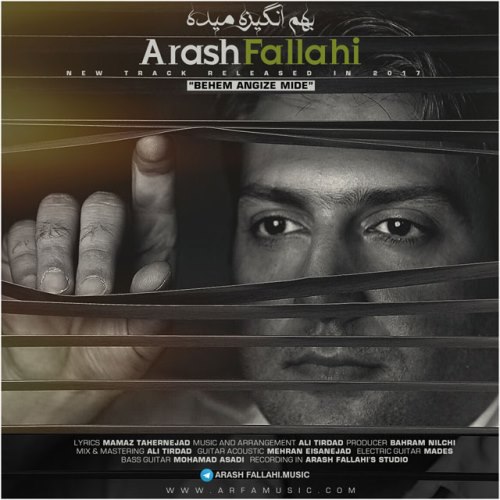 بهم انگیزه میده
ArashFallahi
NEW TRACK RELEASED IN 2017
"BEHEM ANGIZE MIDE"
LYRICS MAMAZ TAHERNEJAD MUSIC AND ARRANGEMENT ALI TIRDAD PRODUCER BAHRAM NILCHI
MIX & MASTERING ALI TIRDAD GUITAR ACOUSTIC MEHRAN EISANEJAD ELECTRIC GUITAR MADES
BASS GUITAR MOHAMAD ASADI RECORDING IN ARASH FALLAHI'S STUDIO
ARASH FALLAHI.MUSIC
WWW.ARFAMUSIC.COM